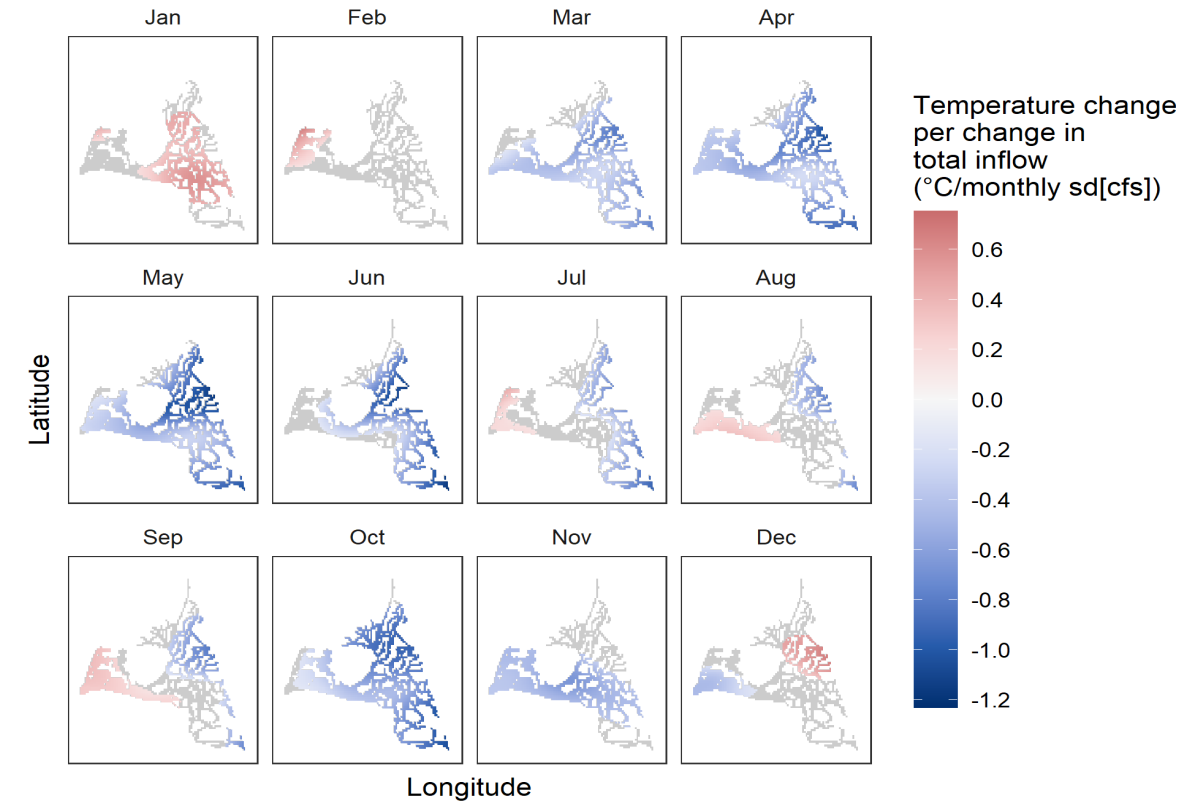 Jan
Feb
Mar
Apr
May
Jun
Jul
Aug
Sep
Oct
Nov
Dec
Latitude
Longitude
Temperature change
per change in
total inflow
(°C/monthly sd[cfs])
0.6
0.4
0.2
0.0
-0.2
-0.4
-0.6
-0.8
-1.0
-1.2